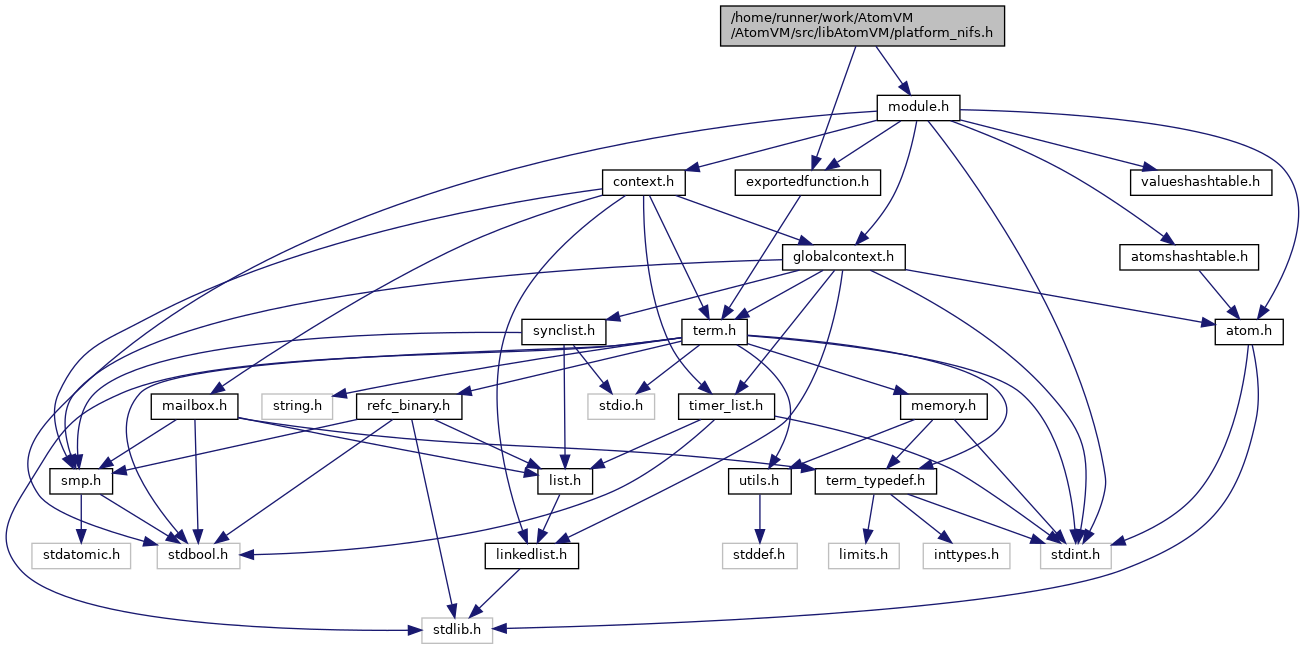 /home/runner/work/AtomVM
/AtomVM/src/libAtomVM/platform_nifs.h
module.h
context.h
exportedfunction.h
valueshashtable.h
globalcontext.h
atomshashtable.h
synclist.h
term.h
atom.h
mailbox.h
string.h
refc_binary.h
stdio.h
timer_list.h
memory.h
smp.h
list.h
utils.h
term_typedef.h
stdatomic.h
stdbool.h
linkedlist.h
stddef.h
limits.h
inttypes.h
stdint.h
stdlib.h